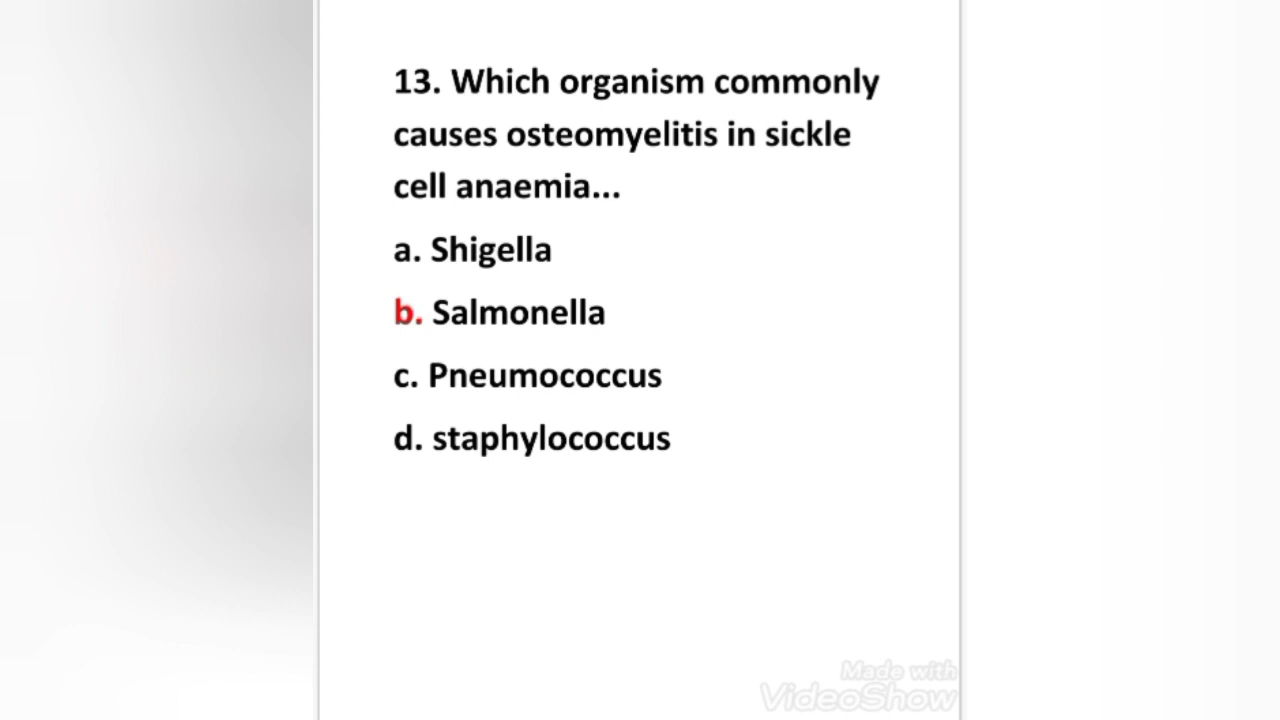 13. Which organism commonly
causes osteomyelitis in sickle
cell anaemia...
a. Shigella
b. Salmonella
c. Pneumococcus
d. staphylococcus
Made with
VideoShow